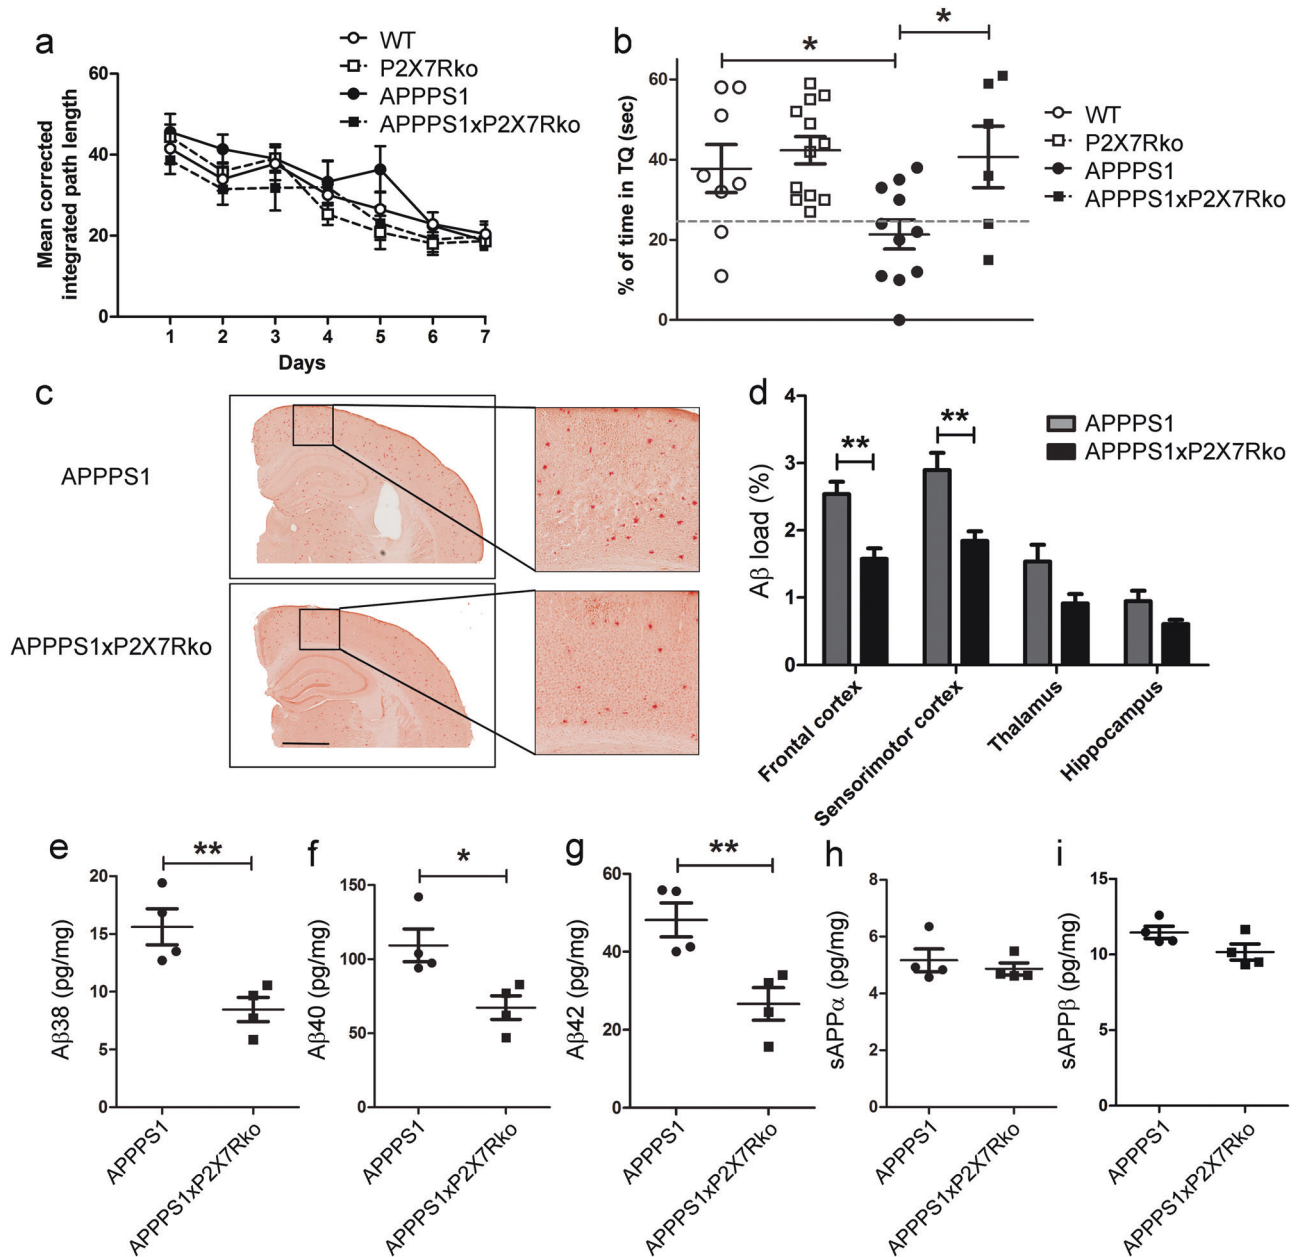 a
WT
P2X7Rko
APPPS1
APPPS1xP2X7Rko
Mean corrected
integrated path length
60
40
20
0
1 2 3 4 5 6 7
Days
b
*
*
% of time in TQ (sec)
60
40
20
0
WT
P2X7Rko
APPPS1
APPPS1xP2X7Rko
c
APPPS1
APPPS1xP2X7Rko
d
Aβ load (%)
4
3
2
1
0
**
**
APPPS1
APPPS1xP2X7Rko
Frontal cortex
Sensorimotor cortex
Thalamus
Hippocampus
e
**
Aβ38 (pg/mg)
20
15
10
5
0
APPPS1
APPPS1xP2X7Rko
f
*
Aβ40 (pg/mg)
150
100
50
0
APPPS1
APPPS1xP2X7Rko
g
**
Aβ42 (pg/mg)
60
40
20
0
APPPS1
APPPS1xP2X7Rko
h
sAPPα (pg/mg)
8
6
4
2
0
APPPS1
APPPS1xP2X7Rko
i
sAPPβ (pg/mg)
15
10
5
0
APPPS1
APPPS1xP2X7Rko